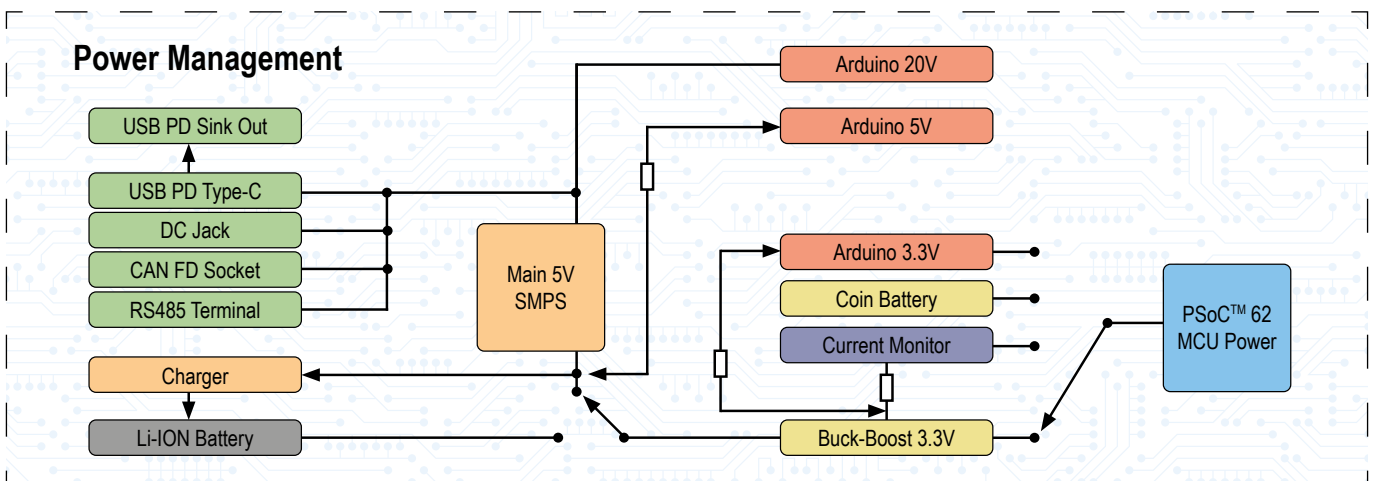 Power Management
USB PD Sink Out
USB PD Type-C
DC Jack
CAN FD Socket
RS485 Terminal
Charger
Li-ION Battery
Main 5V
SMPS
Arduino 20V
Arduino 5V
Arduino 3.3V
Coin Battery
Current Monitor
Buck-Boost 3.3V
PSoC™ 62
MCU Power